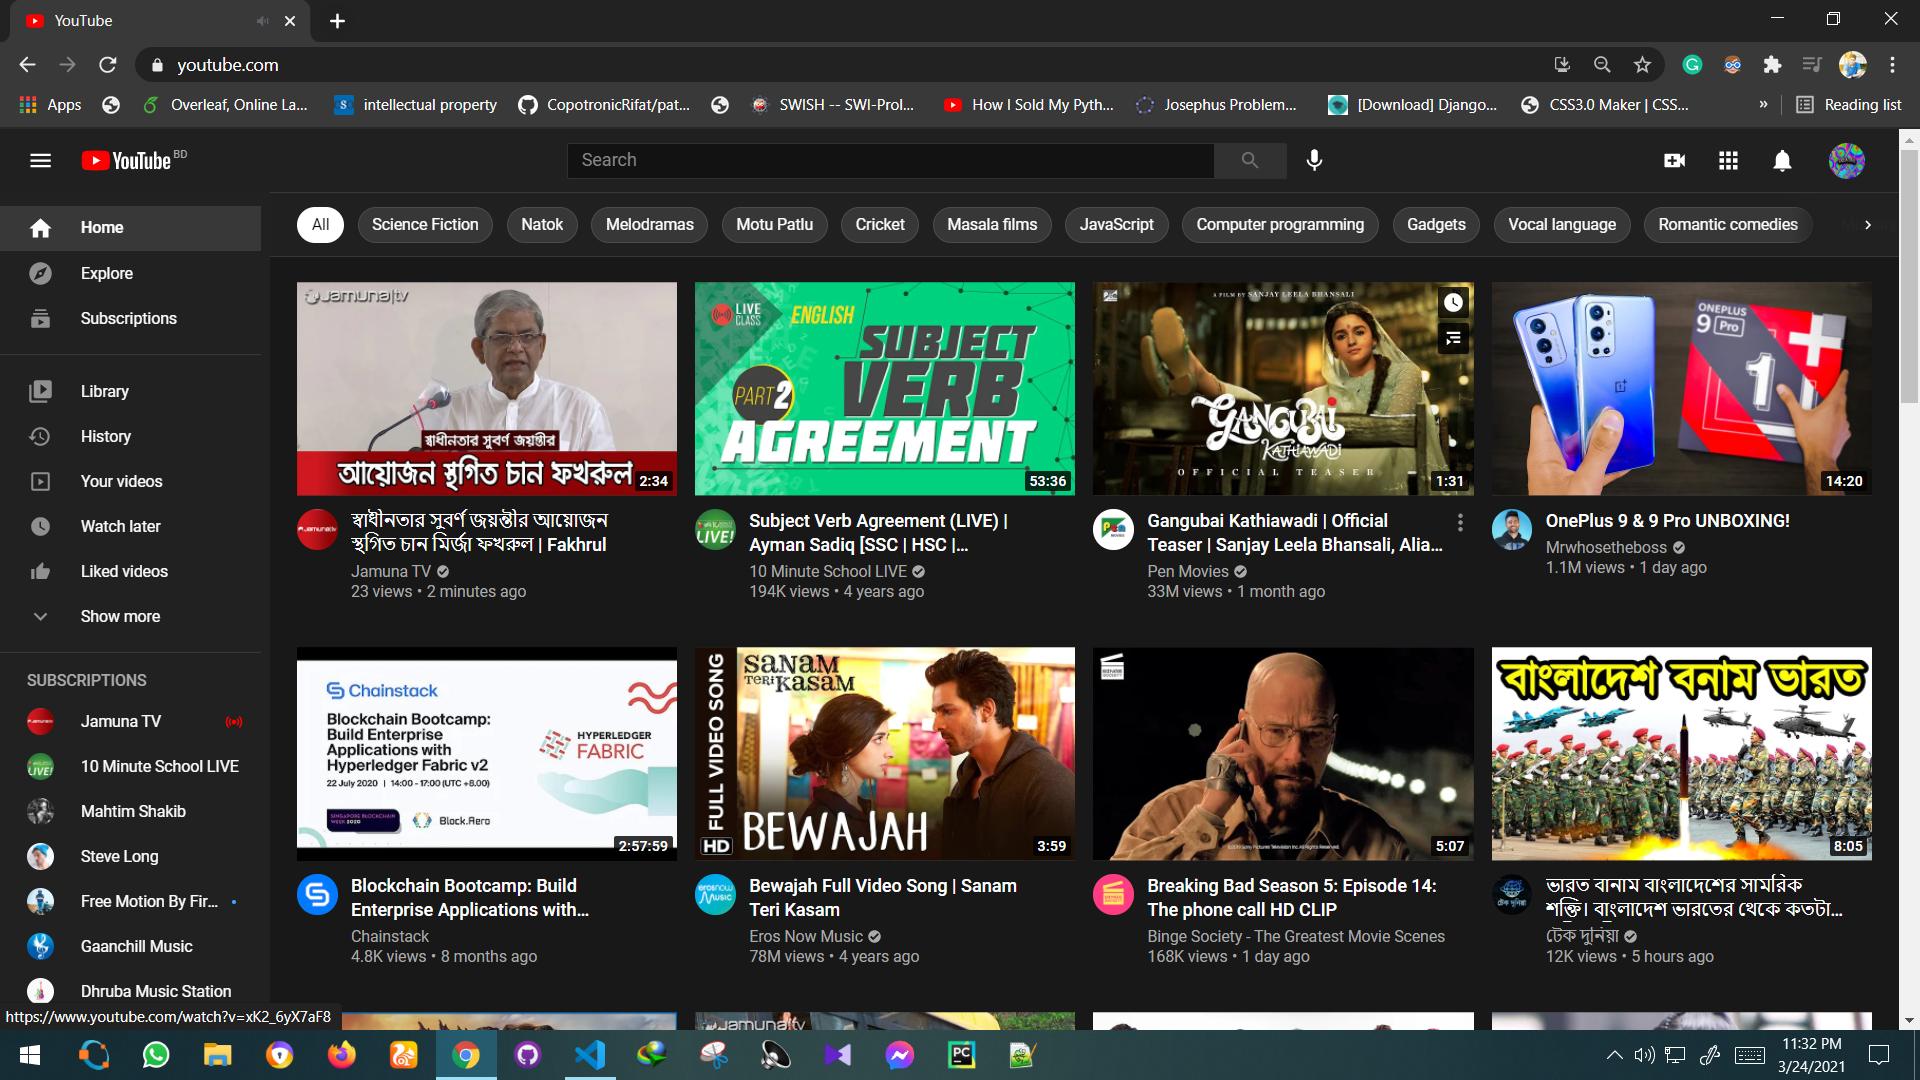 YouTube
youtube.com
Apps
Overleaf, Online La...
intellectual property
CopotronicRifat/pat...
SWISH -- SWI-Prol...
How I Sold My Pyth...
Josephus Problem...
[Download] Django...
CSS3.0 Maker | CSS...
»
Reading list
YouTube BD
Search
Home
Explore
Subscriptions
Library
History
Your videos
Watch later
Liked videos
Show more
SUBSCRIPTIONS
Jamuna TV
10 Minute School LIVE
Mahtim Shakib
Steve Long
Free Motion By Fir...
Gaanchill Music
Dhruba Music Station
https://www.youtube.com/watch?v=xK2_6yX7aF8
All
Science Fiction
Natok
Melodramas
Motu Patlu
Cricket
Masala films
JavaScript
Computer programming
Gadgets
Vocal language
Romantic comedies
Jamuna|tv
স্বাধীনতার সুবর্ণ জয়ন্তীর
আয়োজন স্থগিত চান ফখরুল
2:34
স্বাধীনতার সুবর্ণ জয়ন্তীর আয়োজন
স্থগিত চান মির্জা ফখরুল | Fakhrul
Jamuna TV
23 views • 2 minutes ago
LIVE
CLASS
ENGLISH
SUBJECT
VERB
PART 2
AGREEMENT
53:36
LIVE!
Subject Verb Agreement (LIVE) |
Ayman Sadiq [SSC | HSC |...
10 Minute School LIVE
194K views • 4 years ago
A FILM BY SANJAY LEELA BHANSALI
GANGUBAI
KATHIAWADI
OFFICIAL TEASER
1:31
Gangubai Kathiawadi | Official
Teaser | Sanjay Leela Bhansali, Alia...
Pen Movies
33M views • 1 month ago
ONEPLUS
9 Pro
1+
14:20
OnePlus 9 & 9 Pro UNBOXING!
Mrwhosetheboss
1.1M views • 1 day ago
Chainstack
Blockchain Bootcamp:
Build Enterprise
Applications with
Hyperledger Fabric v2
22 July 2020 | 14:00 - 17:00 (UTC +8.00)
HYPERLEDGER
FABRIC
SINGAPORE BLOCKCHAIN
WEEK 2020
Block.Aero
2:57:59
Blockchain Bootcamp: Build
Enterprise Applications with...
Chainstack
4.8K views • 8 months ago
SANAM
TERI KASAM
HD FULL VIDEO SONG
BEWAJAH
3:59
erosnow
MUSIC
Bewajah Full Video Song | Sanam
Teri Kasam
Eros Now Music
78M views • 4 years ago
5:07
Breaking Bad Season 5: Episode 14:
The phone call HD CLIP
Binge Society - The Greatest Movie Scenes
168K views • 1 day ago
বাংলাদেশ বনাম ভারত
8:05
ভারত বানাম বাংলাদেশের সামরিক
শক্তি। বাংলাদেশ ভারতের থেকে কতটা...
টেক দুনিয়া
12K views • 5 hours ago
Jamuna|tv
PC
11:32 PM
3/24/2021